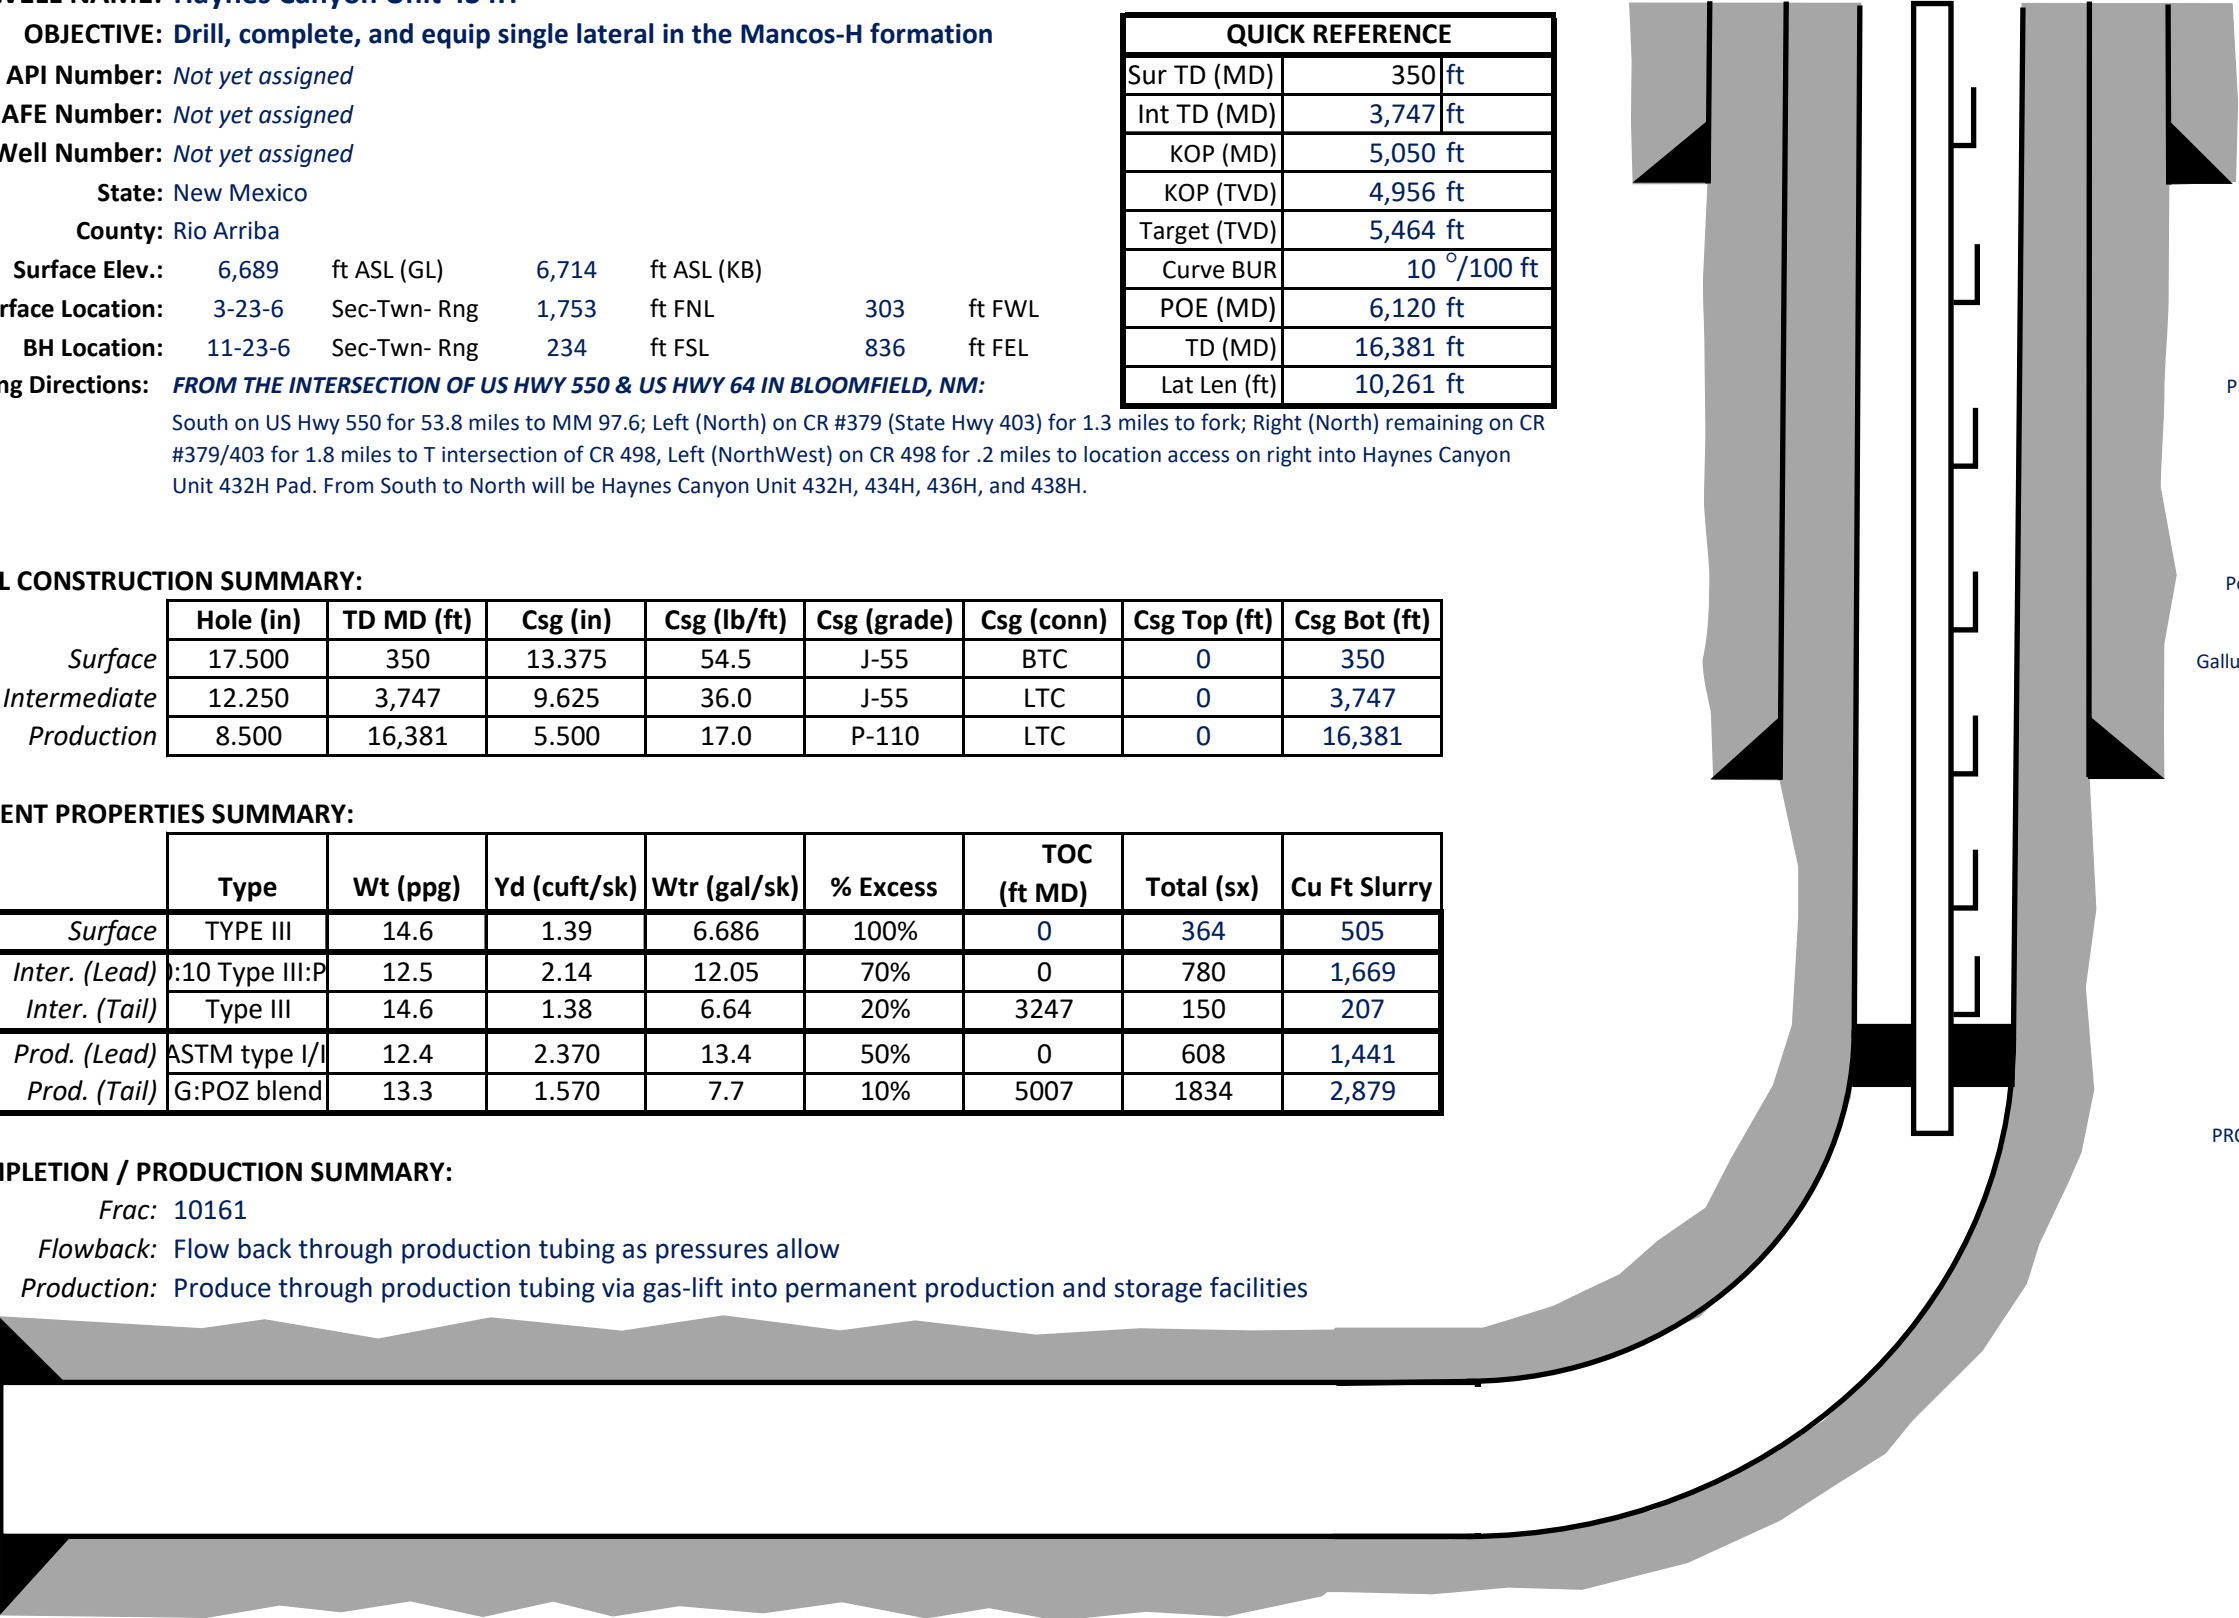 OBJECTIVE: Drill, complete, and equip single lateral in the Mancos-H formation
API Number: Not yet assigned
AFE Number: Not yet assigned
Well Number: Not yet assigned
State: New Mexico
County: Rio Arriba
Surface Elev.: 6,689 ft ASL (GL) 6,714 ft ASL (KB)
rface Location: 3-23-6 Sec-Twn- Rng 1,753 ft FNL 303 ft FWL
BH Location: 11-23-6 Sec-Twn- Rng 234 ft FSL 836 ft FEL
ng Directions: FROM THE INTERSECTION OF US HWY 550 & US HWY 64 IN BLOOMFIELD, NM:
South on US Hwy 550 for 53.8 miles to MM 97.6; Left (North) on CR #379 (State Hwy 403) for 1.3 miles to fork; Right (North) remaining on CR
#379/403 for 1.8 miles to T intersection of CR 498, Left (NorthWest) on CR 498 for .2 miles to location access on right into Haynes Canyon
Unit 432H Pad. From South to North will be Haynes Canyon Unit 432H, 434H, 436H, and 438H.
QUICK REFERENCE
Sur TD (MD) 350 ft
Int TD (MD) 3,747 ft
KOP (MD) 5,050 ft
KOP (TVD) 4,956 ft
Target (TVD) 5,464 ft
Curve BUR 10 °/100 ft
POE (MD) 6,120 ft
TD (MD) 16,381 ft
Lat Len (ft) 10,261 ft
L CONSTRUCTION SUMMARY:
Hole (in) TD MD (ft) Csg (in) Csg (lb/ft) Csg (grade) Csg (conn) Csg Top (ft) Csg Bot (ft)
Surface 17.500 350 13.375 54.5 J-55 BTC 0 350
Intermediate 12.250 3,747 9.625 36.0 J-55 LTC 0 3,747
Production 8.500 16,381 5.500 17.0 P-110 LTC 0 16,381
ENT PROPERTIES SUMMARY:
Type Wt (ppg) Yd (cuft/sk) Wtr (gal/sk) % Excess TOC (ft MD) Total (sx) Cu Ft Slurry
Surface TYPE III 14.6 1.39 6.686 100% 0 364 505
Inter. (Lead) :10 Type III:P 12.5 2.14 12.05 70% 0 780 1,669
Inter. (Tail) Type III 14.6 1.38 6.64 20% 3247 150 207
Prod. (Lead) ASTM type I/I 12.4 2.370 13.4 50% 0 608 1,441
Prod. (Tail) G:POZ blend 13.3 1.570 7.7 10% 5007 1834 2,879
MPLETION / PRODUCTION SUMMARY:
Frac: 10161
Flowback: Flow back through production tubing as pressures allow
Production: Produce through production tubing via gas-lift into permanent production and storage facilities
P
Gallu
PRO